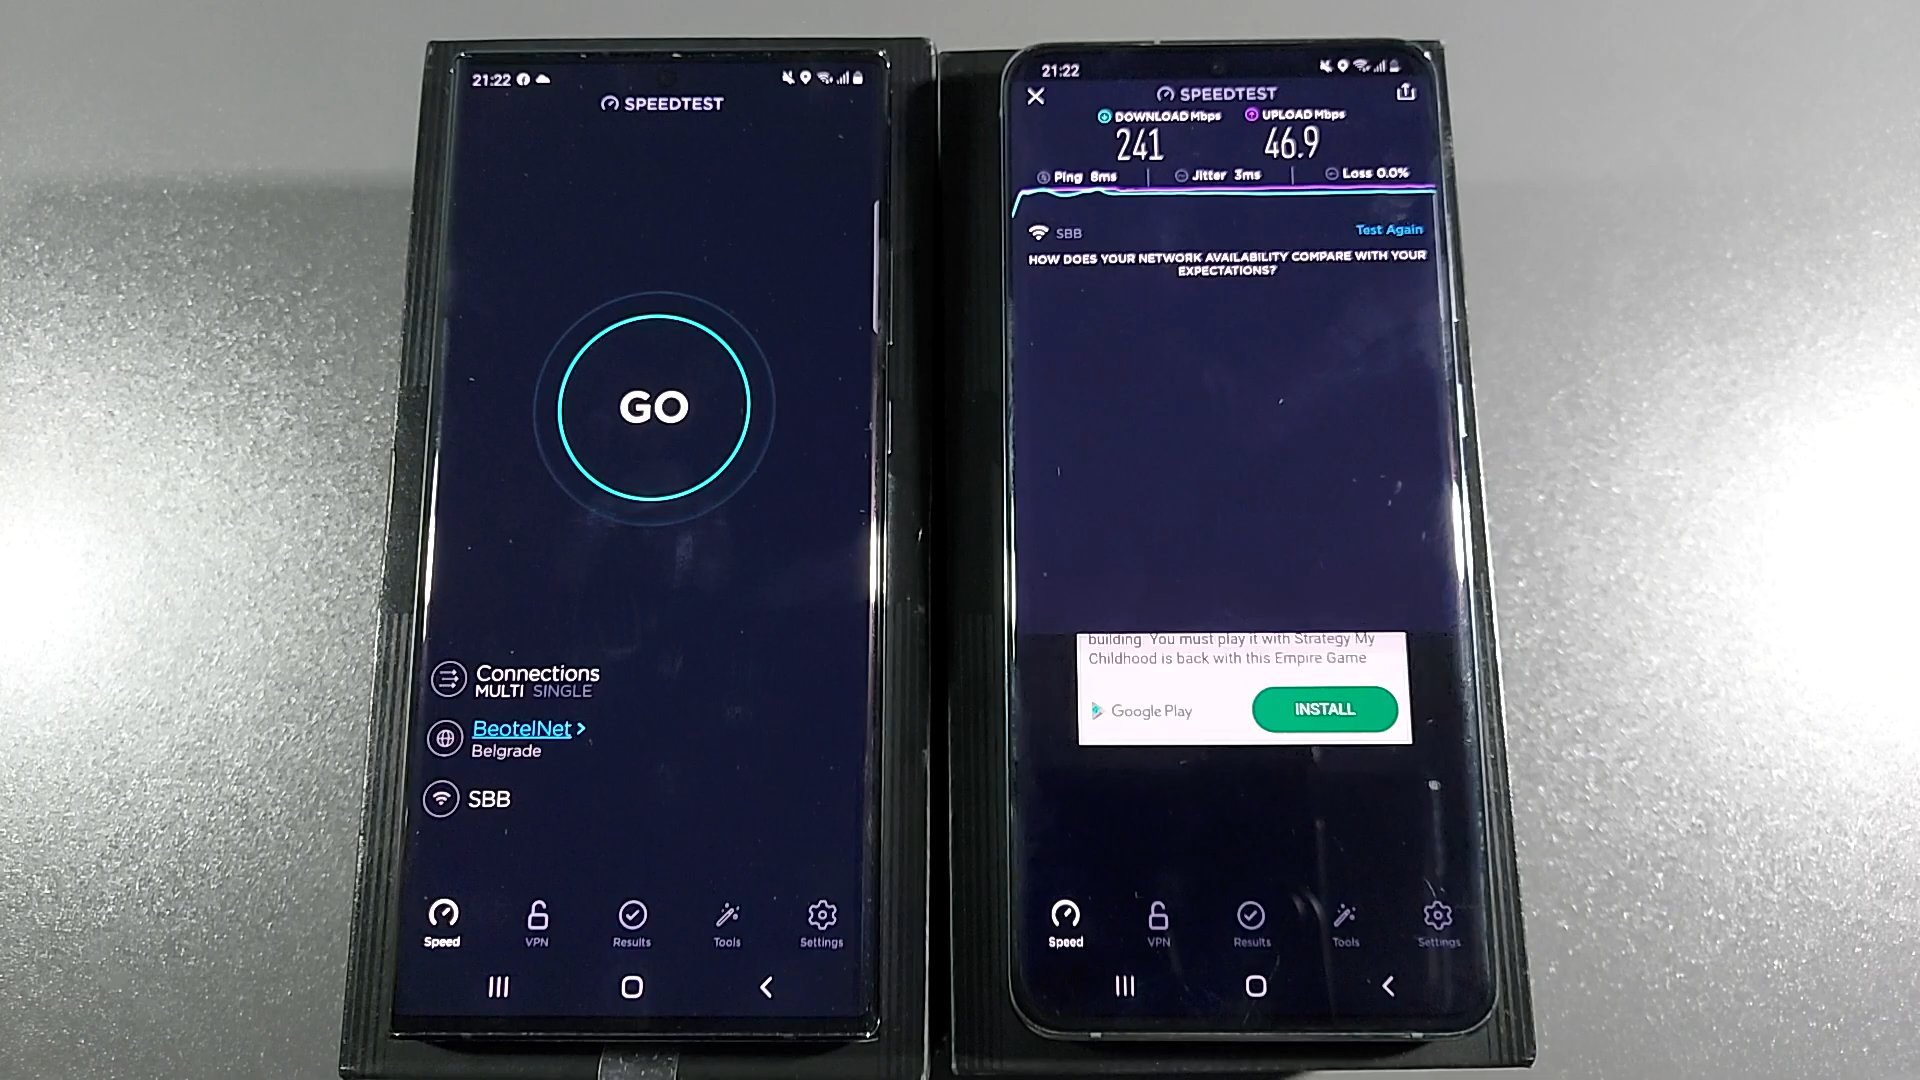 21:22
SPEEDTEST
GO
Connections
MULTI SINGLE
BeotelNet >
Belgrade
SBB
Speed VPN Results Tools Settings
21:22
SPEEDTEST
DOWNLOAD Mbps UPLOAD Mbps
241 46.9
Ping 8ms Jitter 3ms Loss 0.0%
SBB Test Again
HOW DOES YOUR NETWORK AVAILABILITY COMPARE WITH YOUR
EXPECTATIONS?
building. You must play it with Strategy My
Childhood is back with this Empire Game
Google Play INSTALL
Speed VPN Results Tools Settings